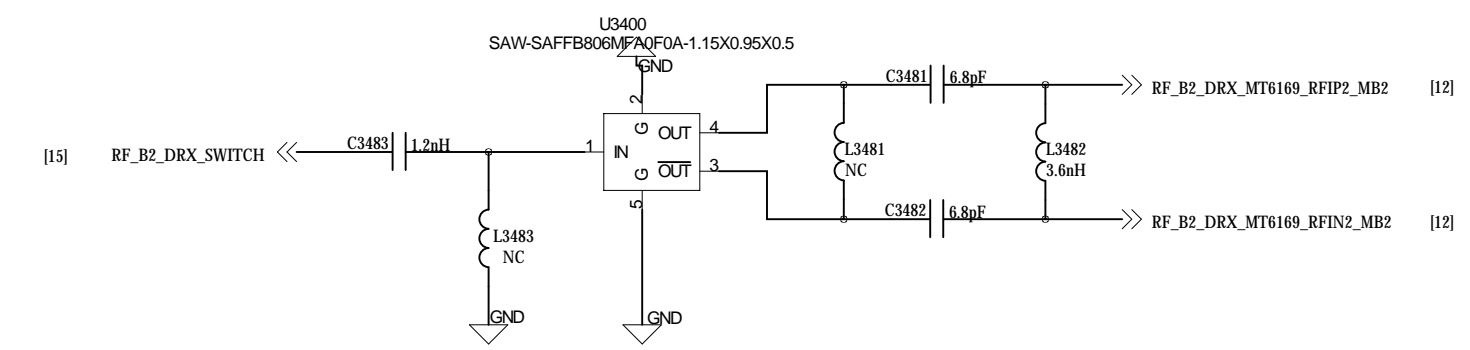 U3400
SAW-SAFFB806MFA0F0A-1.15X0.95X0.5
GND
C3481 6.8pF
RF_B2_DRX_MT6169_RFIP2_MB2 [12]
2
G OUT 4
[15] RF_B2_DRX_SWITCH C3483 1.2nH 1 IN
L3481
NC
L3482
3.6nH
G OUT 3
5
C3482 6.8pF
RF_B2_DRX_MT6169_RFIN2_MB2 [12]
L3483
NC
GND
GND